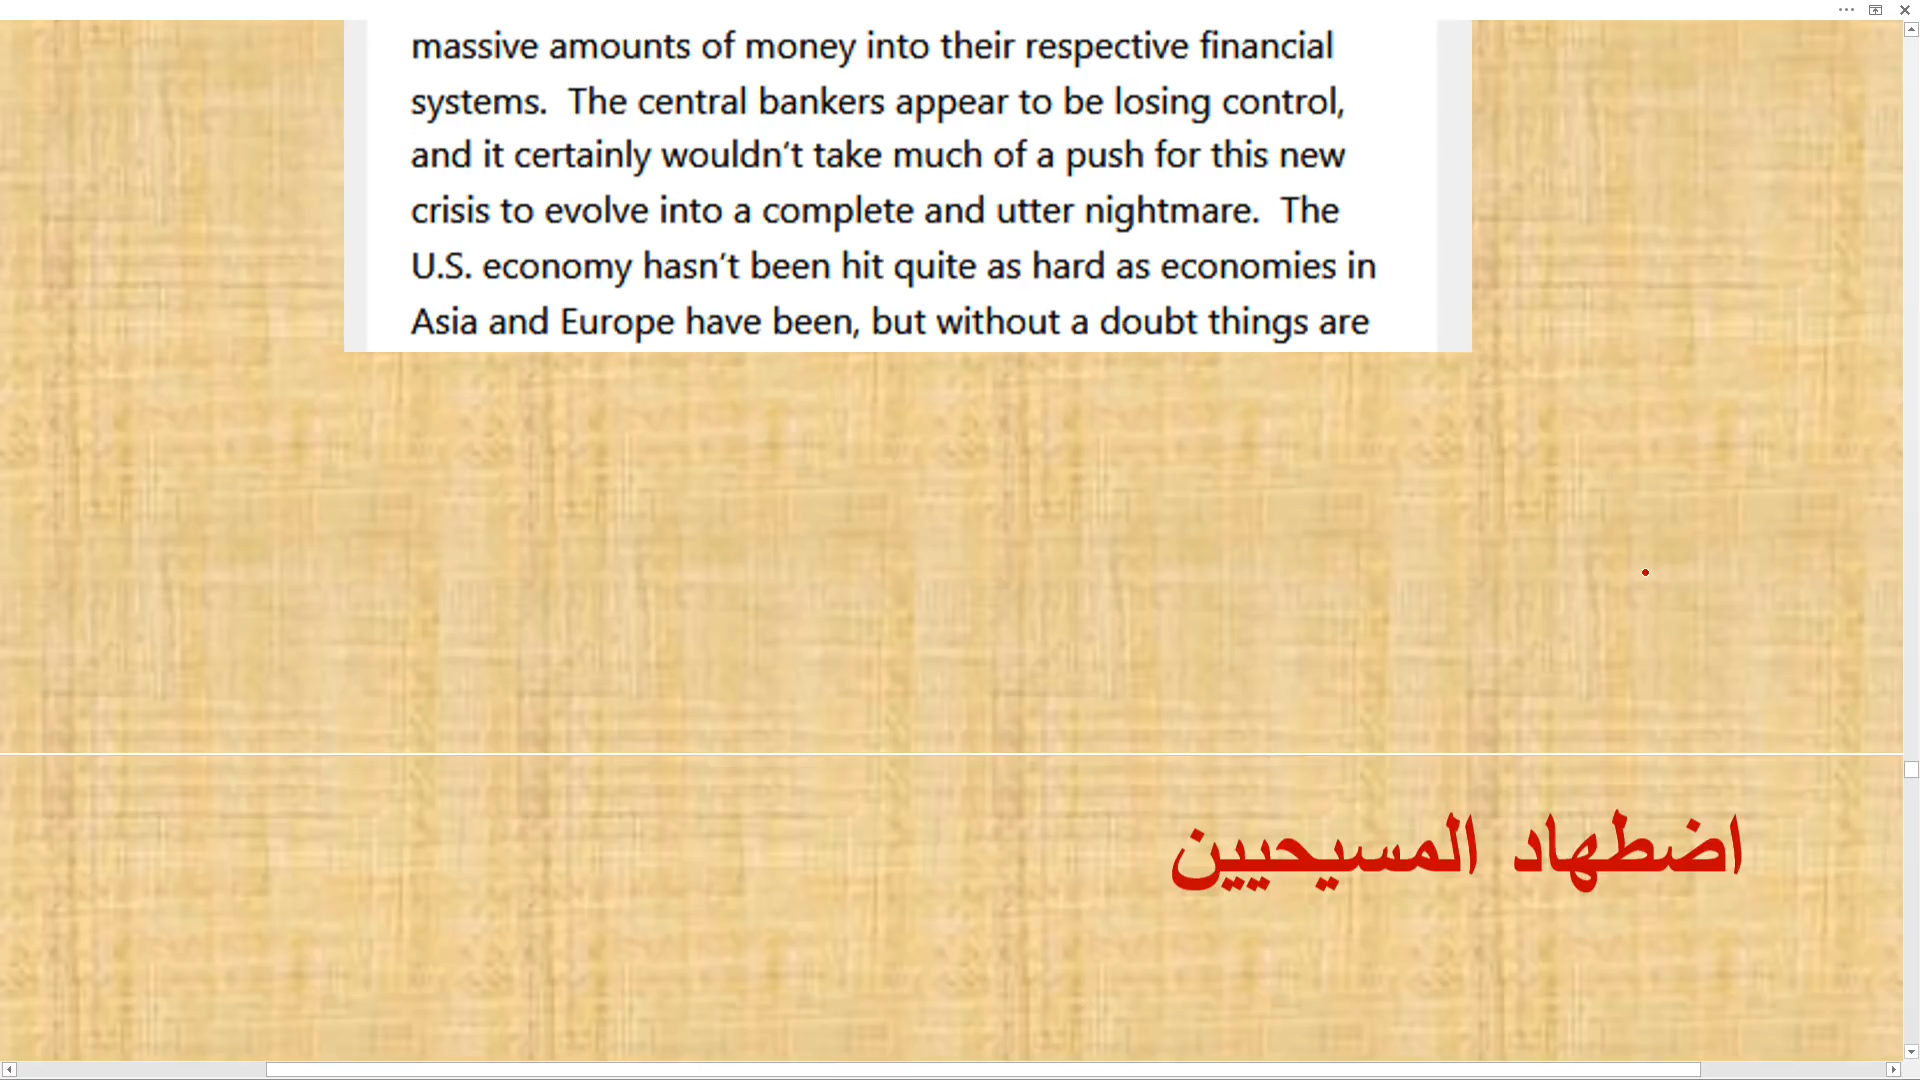 massive amounts of money into their respective financial
systems.  The central bankers appear to be losing control,
and it certainly wouldn’t take much of a push for this new
crisis to evolve into a complete and utter nightmare.  The
U.S. economy hasn’t been hit quite as hard as economies in
Asia and Europe have been, but without a doubt things are
اضطهاد المسيحيين